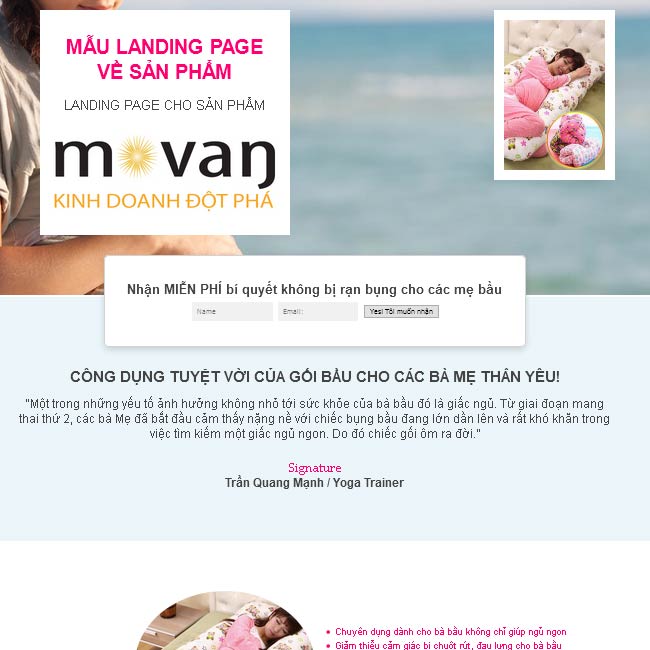 MẪU LANDING PAGE
VỀ SẢN PHẨM
LANDING PAGE CHO SẢN PHẨM
movan
KINH DOANH ĐỘT PHÁ
Nhận MIỄN PHÍ bí quyết không bị rạn bụng cho các mẹ bầu
Name
Email:
Yes! Tôi muốn nhận
CÔNG DỤNG TUYỆT VỜI CỦA GỐI BẦU CHO CÁC BÀ MẸ THÂN YÊU!
"Một trong những yếu tố ảnh hưởng không nhỏ tới sức khỏe của bà bầu đó là giấc ngủ. Từ giai đoạn mang
thai thứ 2, các bà Mẹ đã bắt đầu cảm thấy nặng nề với chiếc bụng bầu đang lớn dần lên và rất khó khăn trong
việc tìm kiếm một giấc ngủ ngon. Do đó chiếc gối ôm ra đời."
Signature
Trần Quang Mạnh / Yoga Trainer
Chuyên dụng dành cho bà bầu không chỉ giúp ngủ ngon
Giảm thiểu cảm giác bị chuột rút, đau lưng cho bà bầu